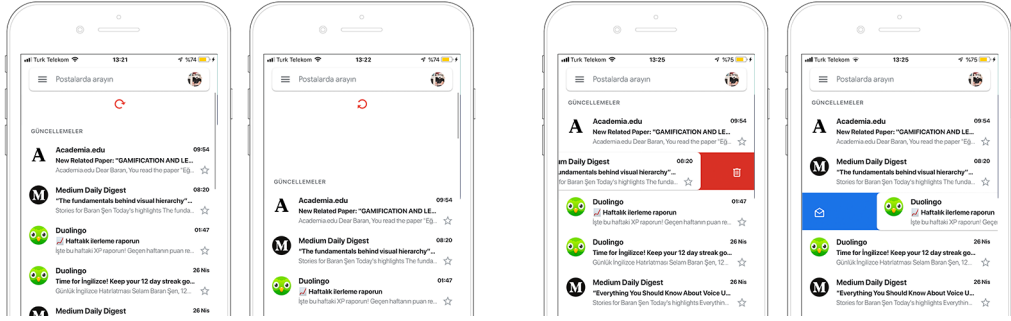 Turk Telekom 13:21 %74
Postalarda arayın
GÜNCELLEMELER
A Academia.edu 09:54
New Related Paper: "GAMIFICATION AND LE...
Academia.edu Dear Baran, You read the paper "Eğ...
M Medium Daily Digest 08:20
"The fundamentals behind visual hierarchy"...
Stories for Baran Şen Today's highlights The funda...
Duolingo 01:47
Haftalık ilerleme raporun
İşte bu haftaki XP raporun! Geçen haftanın puan re...
Duolingo 26 Nis
Time for İngilizce! Keep your 12 day streak go...
Günlük İngilizce Hatırlatması Selam Baran Şen, 12...
M Medium Daily Digest 26 Nis
Turk Telekom 13:22 %74
Postalarda arayın
GÜNCELLEMELER
A Academia.edu 09:54
New Related Paper: "GAMIFICATION AND LE...
Academia.edu Dear Baran, You read the paper "Eğ...
M Medium Daily Digest 08:20
"The fundamentals behind visual hierarchy"...
Stories for Baran Şen Today's highlights The funda...
Duolingo 01:47
Haftalık ilerleme raporun
İşte bu haftaki XP raporun! Geçen haftanın puan re...
Turk Telekom 13:25 %75
Postalarda arayın
GÜNCELLEMELER
A Academia.edu 09:54
New Related Paper: "GAMIFICATION AND LE...
Academia.edu Dear Baran, You read the paper "Eğ...
m Daily Digest 08:20
undamentals behind visual hierarchy"...
for Baran Şen Today's highlights The funda...
Duolingo 01:47
Haftalık ilerleme raporun
İşte bu haftaki XP raporun! Geçen haftanın puan re...
Duolingo 26 Nis
Time for İngilizce! Keep your 12 day streak go...
Günlük İngilizce Hatırlatması Selam Baran Şen, 12...
M Medium Daily Digest 26 Nis
"Everything You Should Know About Voice U...
Stories for Baran Şen Today's highlights Everythin...
Turk Telekom 13:25 %75
Postalarda arayın
GÜNCELLEMELER
A Academia.edu 09:54
New Related Paper: "GAMIFICATION AND LE...
Academia.edu Dear Baran, You read the paper "Eğ...
M Medium Daily Digest 08:20
"The fundamentals behind visual hierarchy"...
Stories for Baran Şen Today's highlights The funda...
Duolingo
Haftalık ilerleme raporun
İşte bu haftaki XP raporun! Geçe
Duolingo 26 Nis
Time for İngilizce! Keep your 12 day streak go...
Günlük İngilizce Hatırlatması Selam Baran Şen, 12...
M Medium Daily Digest 26 Nis
"Everything You Should Know About Voice U...
Stories for Baran Şen Today's highlights Everythin...